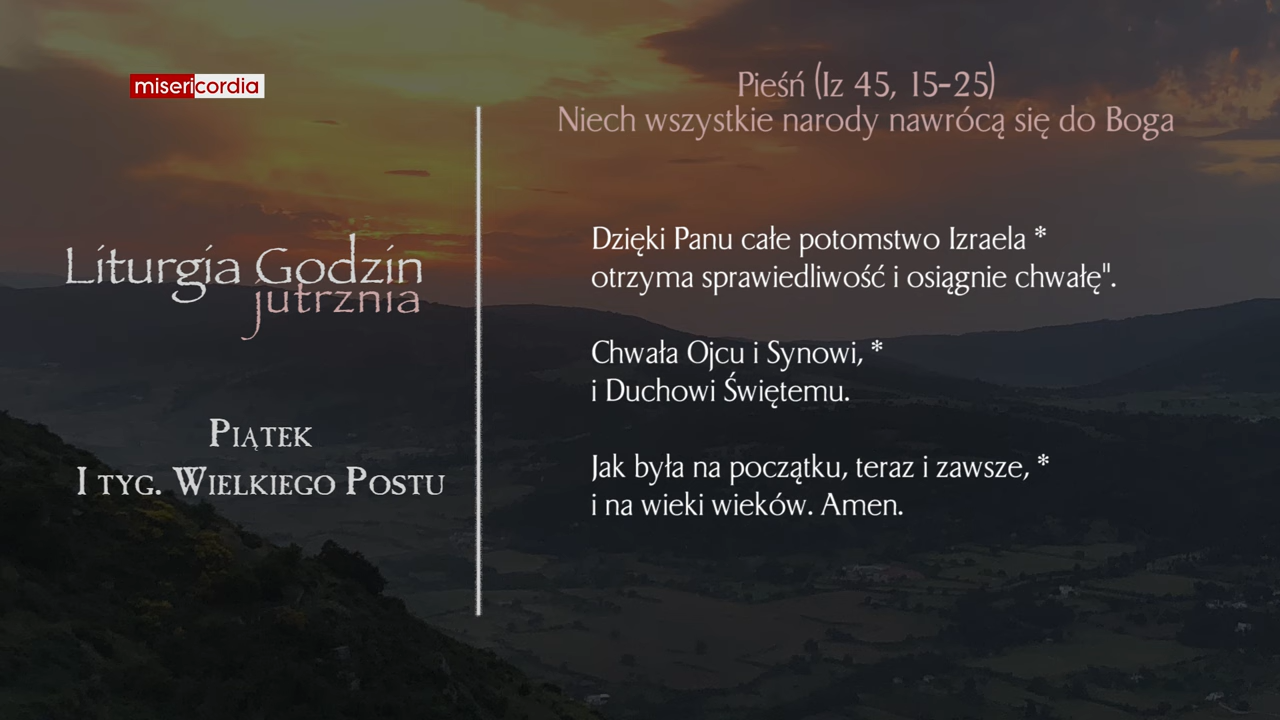 misericordia
Liturgia Godzin
jutrznia
Piątek
I tyg. Wielkiego Postu
Pieśń (Iz 45, 15-25)
Niech wszystkie narody nawrócą się do Boga
Dzięki Panu całe potomstwo Izraela *
otrzyma sprawiedliwość i osiągnie chwałę".
Chwała Ojcu i Synowi, *
i Duchowi Świętemu.
Jak była na początku, teraz i zawsze, *
i na wieki wieków. Amen.